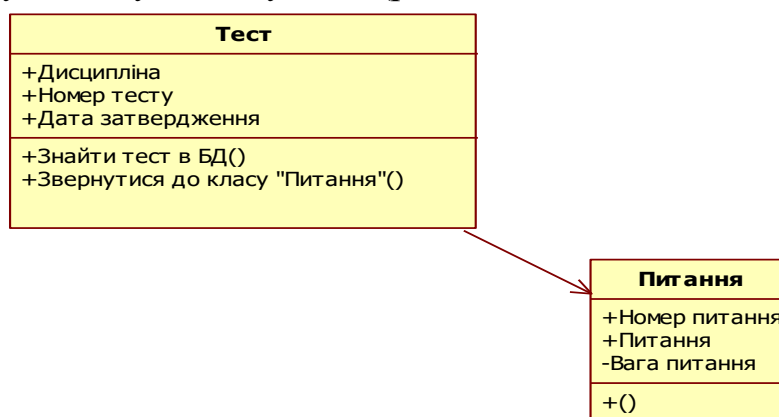 Тест
+Дисципліна
+Номер тесту
+Дата затвердження
+Знайти тест в БД()
+Звернутися до класу "Питання"()
Питання
+Номер питання
+Питання
-Вага питання
+()